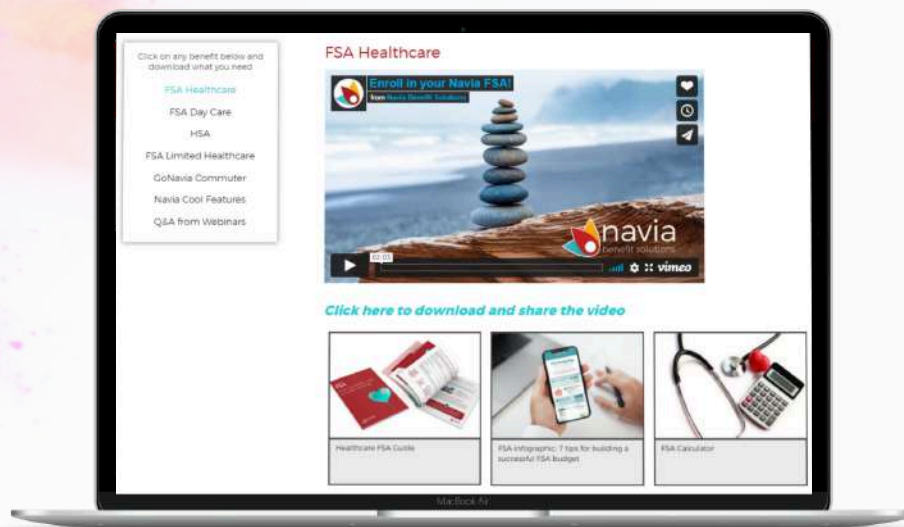 Click on any benefit below and
download what you need
FSA Healthcare
FSA Day Care
HSA
FSA Limited Healthcare
GoNavia Commuter
Navia Cool Features
Q&A from Webinars
FSA Healthcare
Enroll in your Navia FSA!
from Navia Benefit Solutions
navia
benefit solutions
02:03
vimeo
Click here to download and share the video
FSA
Healthcare FSA Guide
FSA infographic: 7 tips for building a
successful FSA budget
FSA Calculator
MacBook Air